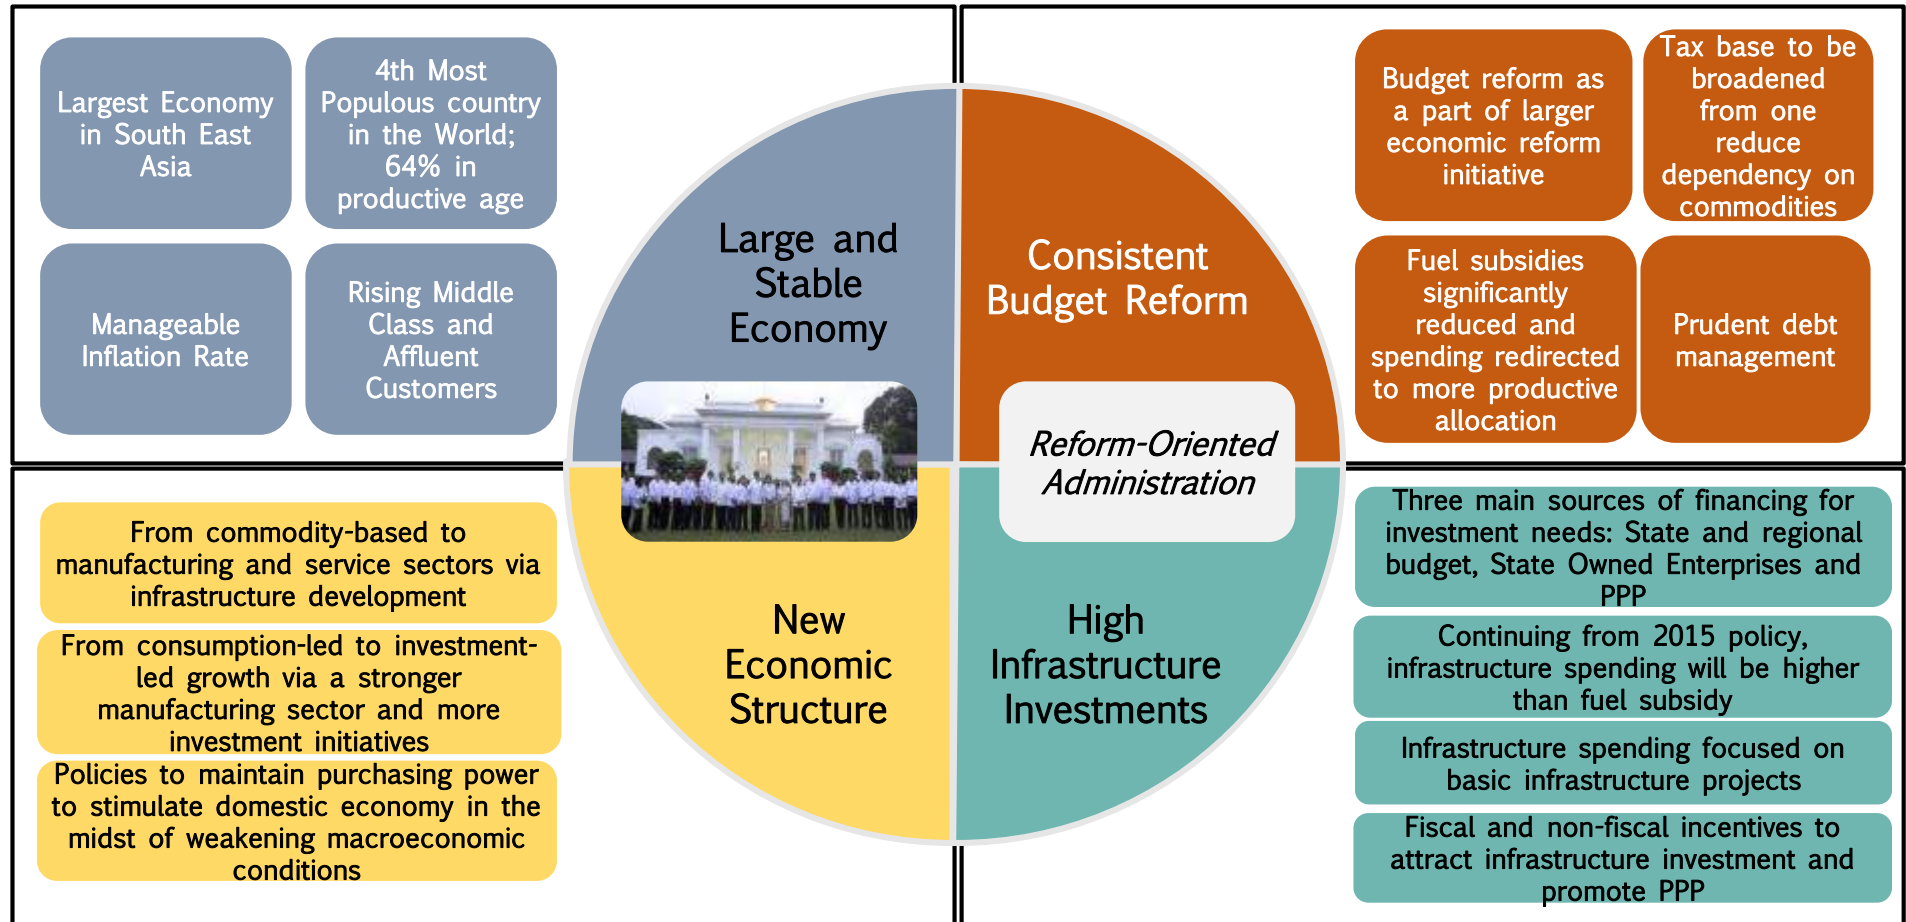 Largest Economy
in South East
Asia
4th Most
Populous country
in the World;
64% in
productive age
Manageable
Inflation Rate
Rising Middle
Class and
Affluent
Customers
Large and
Stable
Economy
Consistent
Budget Reform
Budget reform as
a part of larger
economic reform
initiative
Tax base to be
broadened
from one
reduce
dependency on
commodities
Fuel subsidies
significantly
reduced and
spending redirected
to more productive
allocation
Prudent debt
management
Reform-Oriented
Administration
From commodity-based to
manufacturing and service sectors via
infrastructure development
From consumption-led to investment-
led growth via a stronger
manufacturing sector and more
investment initiatives
Policies to maintain purchasing power
to stimulate domestic economy in the
midst of weakening macroeconomic
conditions
New
Economic
Structure
High
Infrastructure
Investments
Three main sources of financing for
investment needs: State and regional
budget, State Owned Enterprises and
PPP
Continuing from 2015 policy,
infrastructure spending will be higher
than fuel subsidy
Infrastructure spending focused on
basic infrastructure projects
Fiscal and non-fiscal incentives to
attract infrastructure investment and
promote PPP